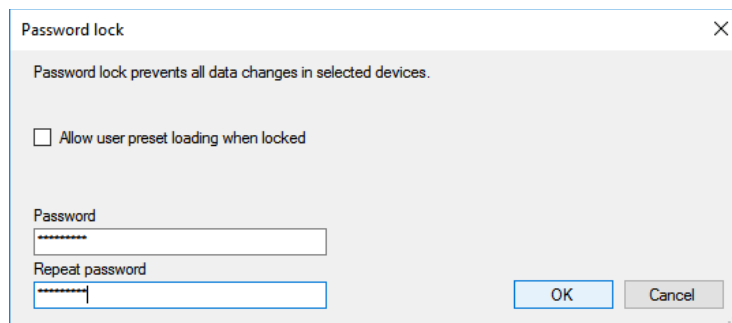 Password lock
Password lock prevents all data changes in selected devices.
Allow user preset loading when locked
Password
*********
Repeat password
*********
OK Cancel